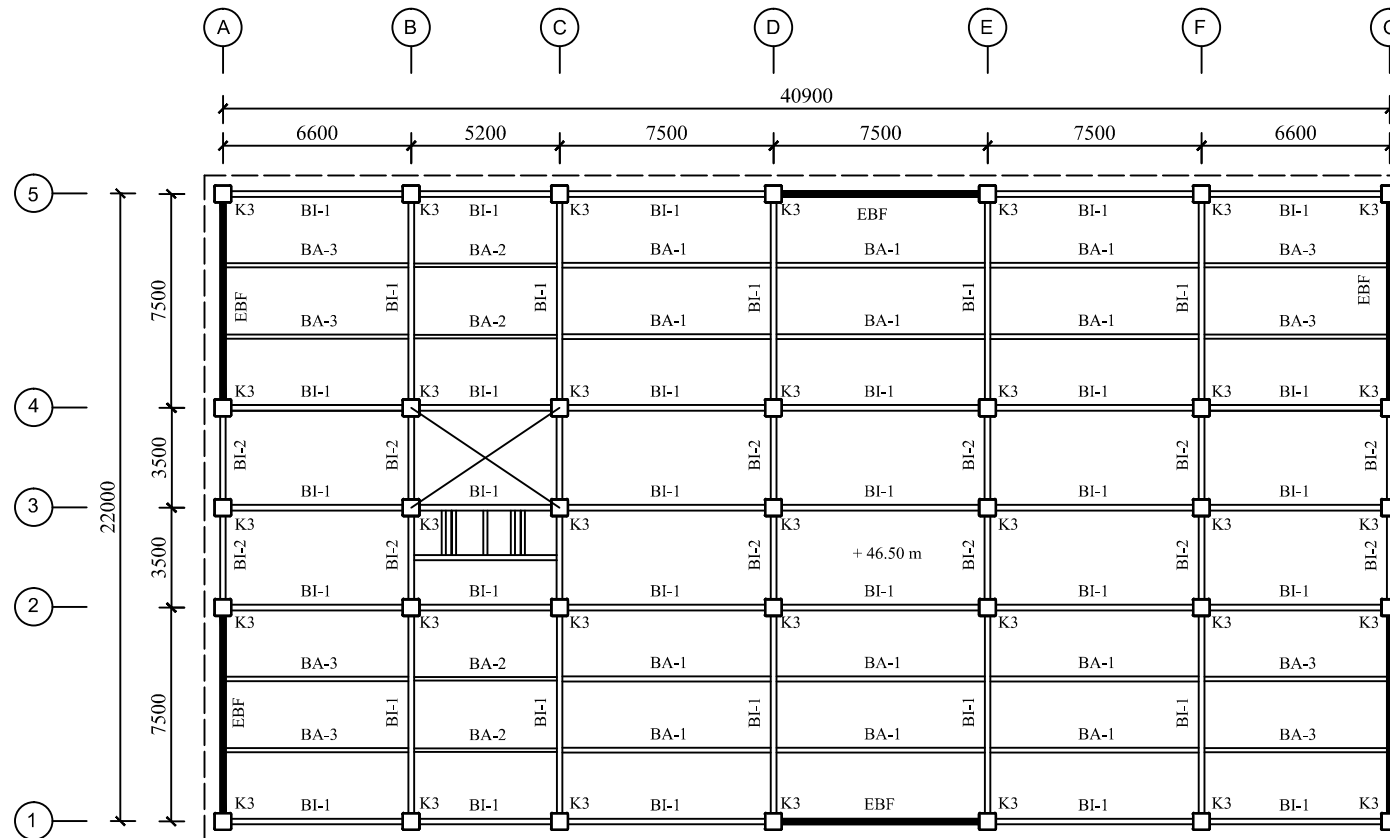 A B C D E F
40900
6600 5200 7500 7500 7500 6600
5
K3 BI-1 K3 BI-1 K3 BI-1 K3 EBF K3 BI-1 K3 BI-1 K3
BA-3 BA-2 BA-1 BA-1 BA-1 BA-3
7500 EBF BI-1 BI-1 BI-1 BI-1 BI-1 EBF
BA-3 BA-2 BA-1 BA-1 BA-1 BA-3
K3 BI-1 K3 BI-1 K3 BI-1 K3 BI-1 K3 BI-1 K3 BI-1 K3
4
3500 BI-2 BI-2 BI-2 BI-2 BI-2 BI-2 BI-2
BI-1 BI-1 BI-1 BI-1 BI-1 BI-1
3
22000
K3 K3 K3 K3 K3 K3 K3
3500 BI-2 BI-2 BI-2 + 46.50 m BI-2 BI-2 BI-2
BI-1 BI-1 BI-1 BI-1 BI-1 BI-1
2
K3 K3 K3 K3 K3 K3 K3
BA-3 BA-2 BA-1 BA-1 BA-1 BA-3
7500 EBF BI-1 BI-1 BI-1 BI-1 BI-1
BA-3 BA-2 BA-1 BA-1 BA-1 BA-3
K3 BI-1 K3 BI-1 K3 BI-1 K3 EBF K3 BI-1 K3 BI-1 K3
1